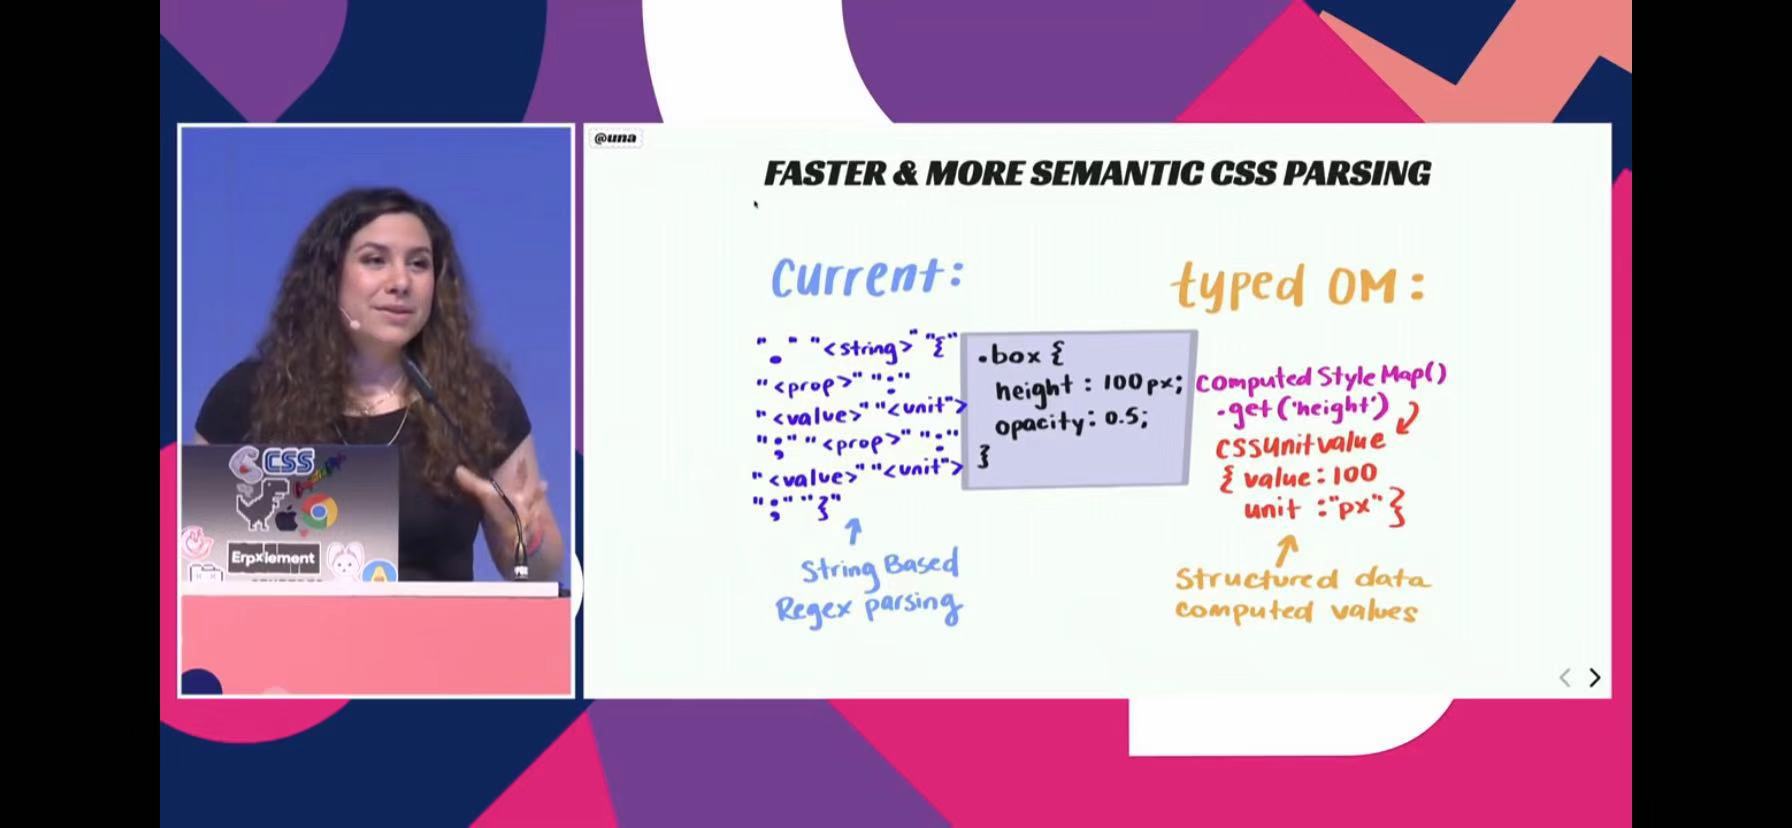 @una
FASTER & MORE SEMANTIC CSS PARSING
Current:
"." "<string>" "{"
"<prop>" ":"
"<value>" "<unit">
";" "<prop>" ":"
"<value>" "<unit">
";" "}"
String Based
Regex parsing
.box {
height : 100px;
opacity: 0.5;
}
typed OM :
computedStyleMap()
.get('height')
cssunitvalue
{ value : 100
unit : "px" }
Structured data
computed values
CSS